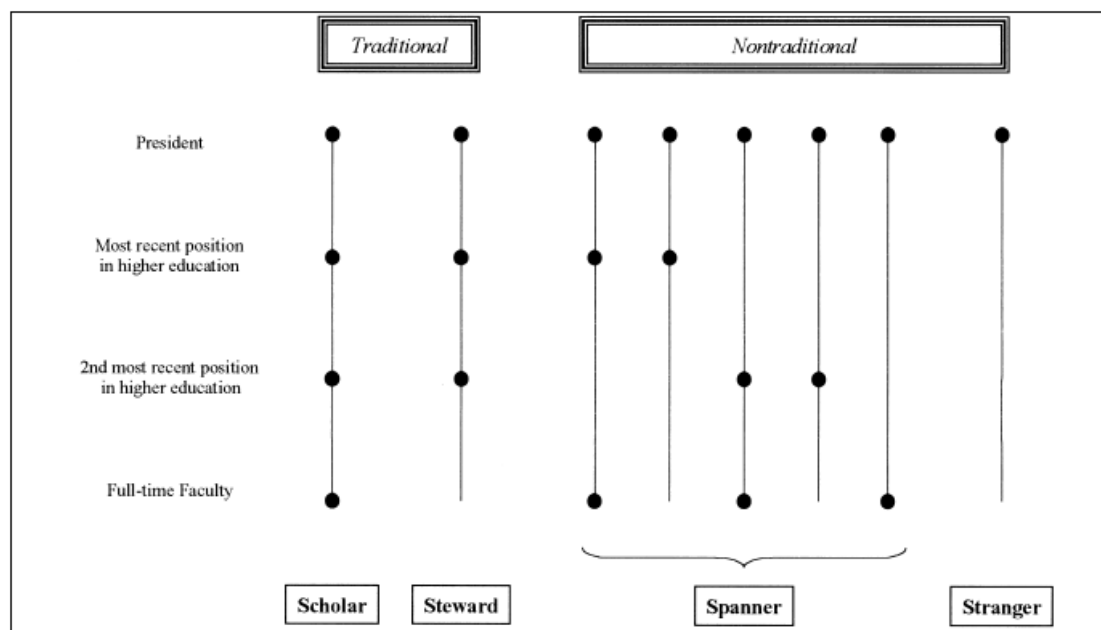 Traditional
Nontraditional
President
Most recent position
in higher education
2nd most recent position
in higher education
Full-time Faculty
Scholar
Steward
Spanner
Stranger